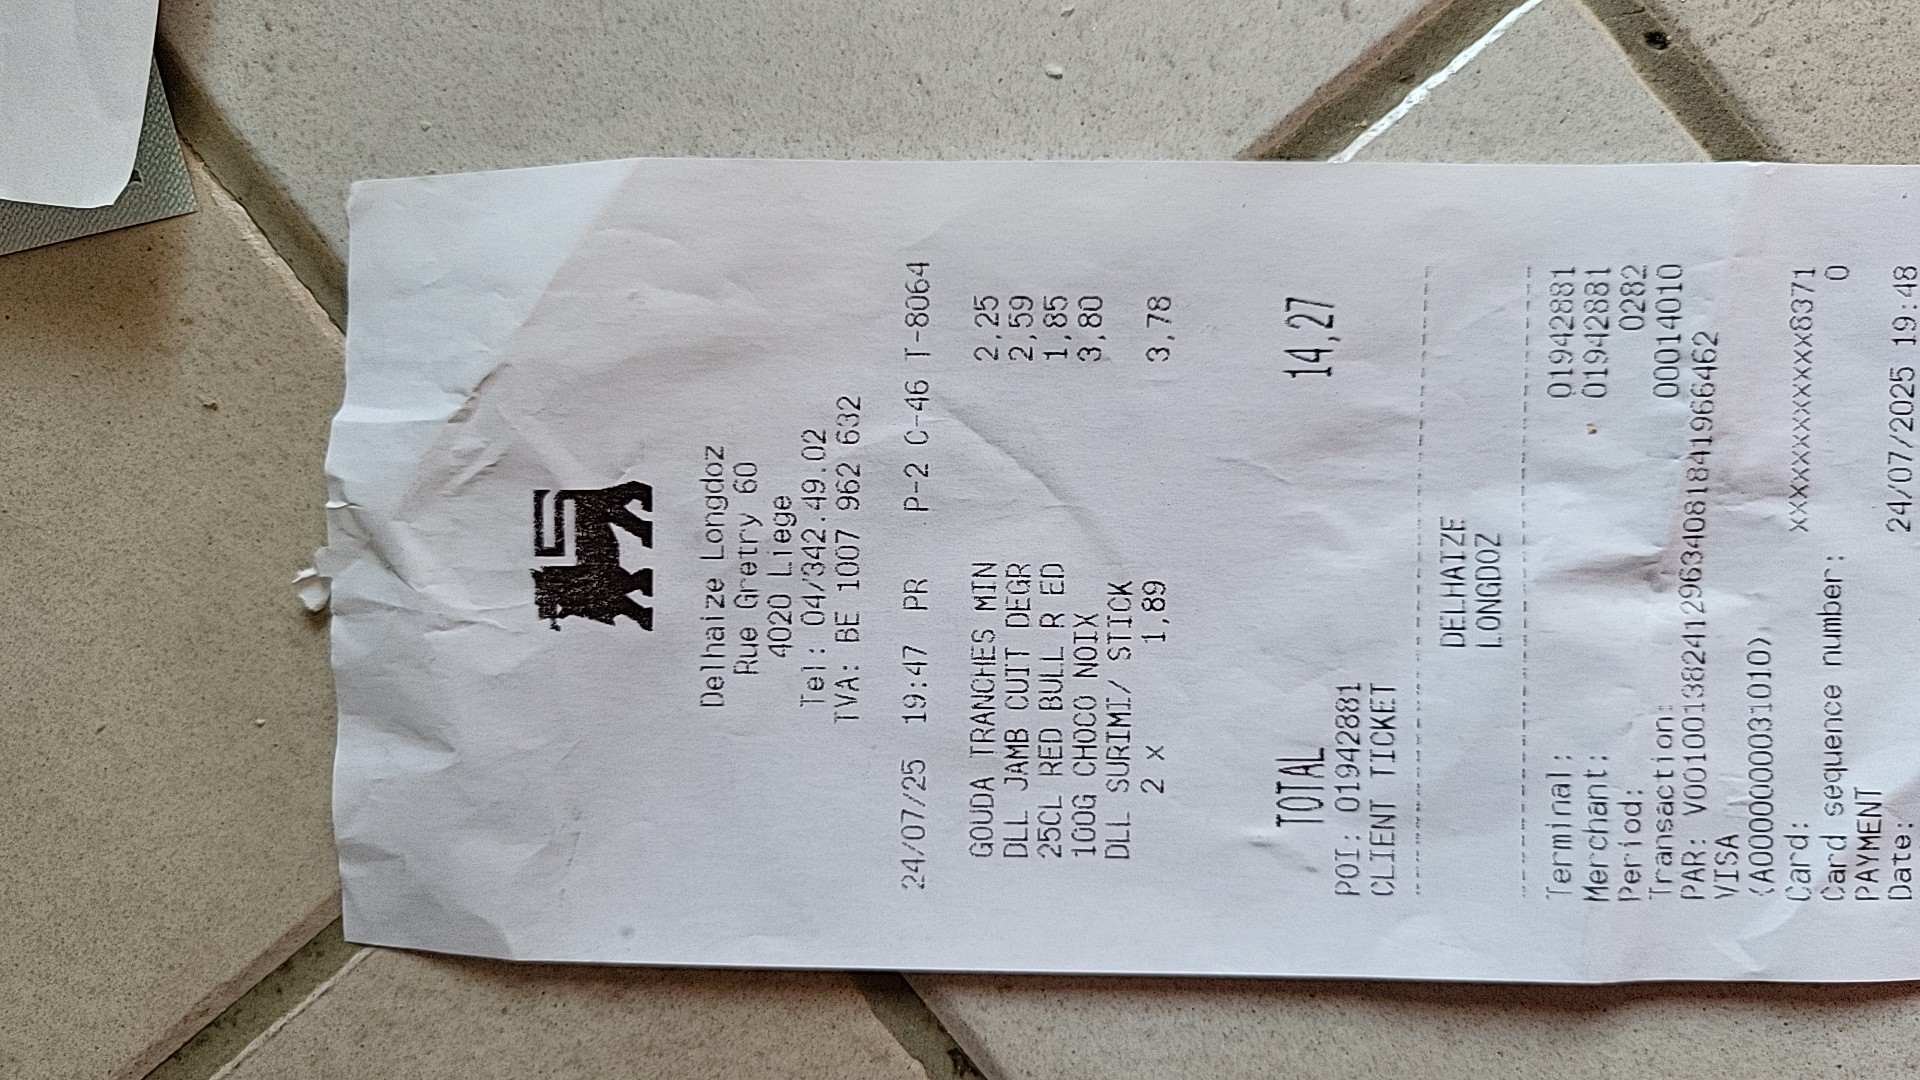 Delhaize Longdoz
Rue Gretry 60
4020 Liege
Tel: 04/342.49.02
TVA: BE 1007 962 632
24/07/25 19:47 PR P-2 C-46 T-8064
GOUDA TRANCHES MIN 2,25
DLL JAMB CUIT DEGR 2,59
25CL RED BULL R ED 1,85
100G CHOCO NOIX 3,80
DLL SURIMI/ STICK
2 x 1,89 3,78
TOTAL 14,27
POI: 01942881
CLIENT TICKET
DELHAIZE
LONGDOZ
Terminal: 01942881
Merchant: 01942881
Period: 0282
Transaction: 00014010
PAR: V0010013824129634081841966462
VISA
(A0000000031010)
Card: xxxxxxxxxxxxx8371
Card sequence number: 0
PAYMENT
Date: 24/07/2025 19:48